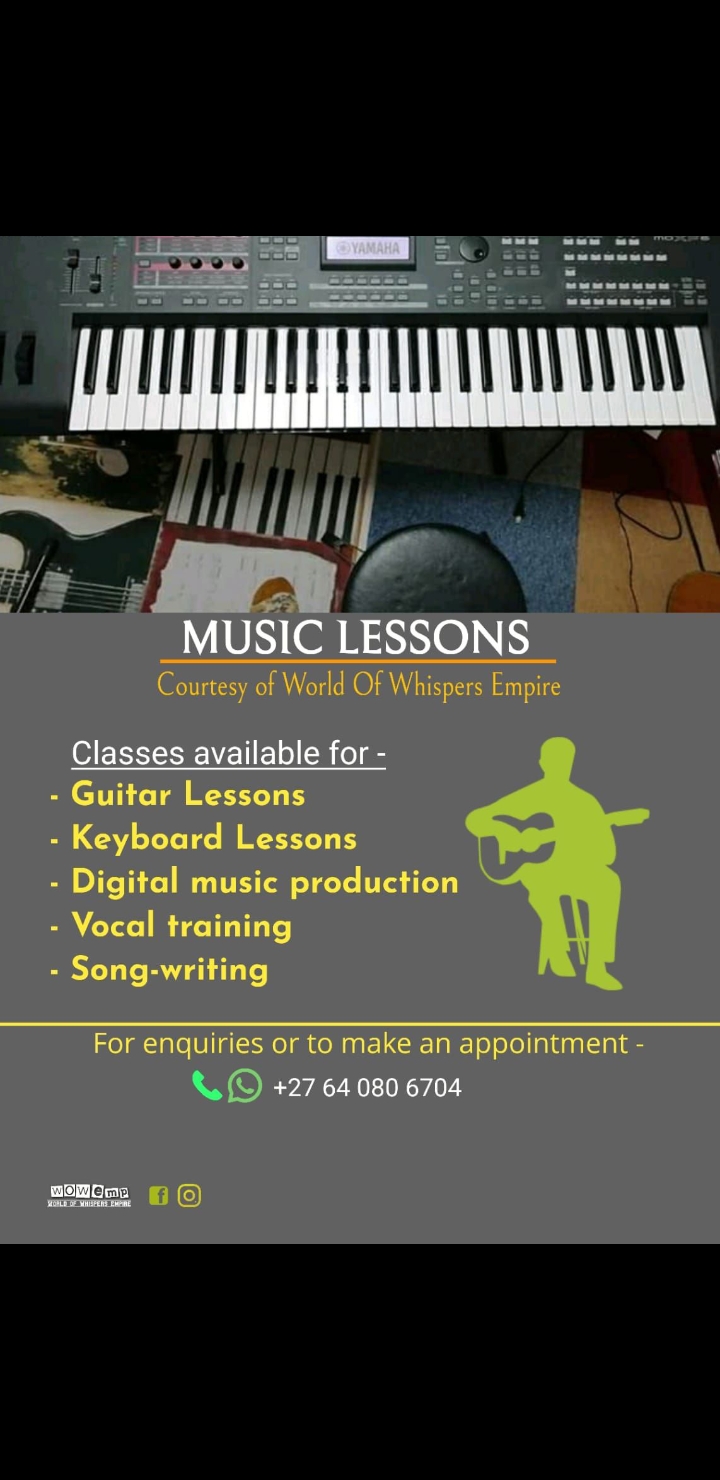 YAMAHA
MUSIC LESSONS
Courtesy of World Of Whispers Empire
Classes available for -
- Guitar Lessons
- Keyboard Lessons
- Digital music production
- Vocal training
- Song-writing
For enquiries or to make an appointment -
+27 64 080 6704
wowemp
WORLD OF WHISPERS EMPIRE